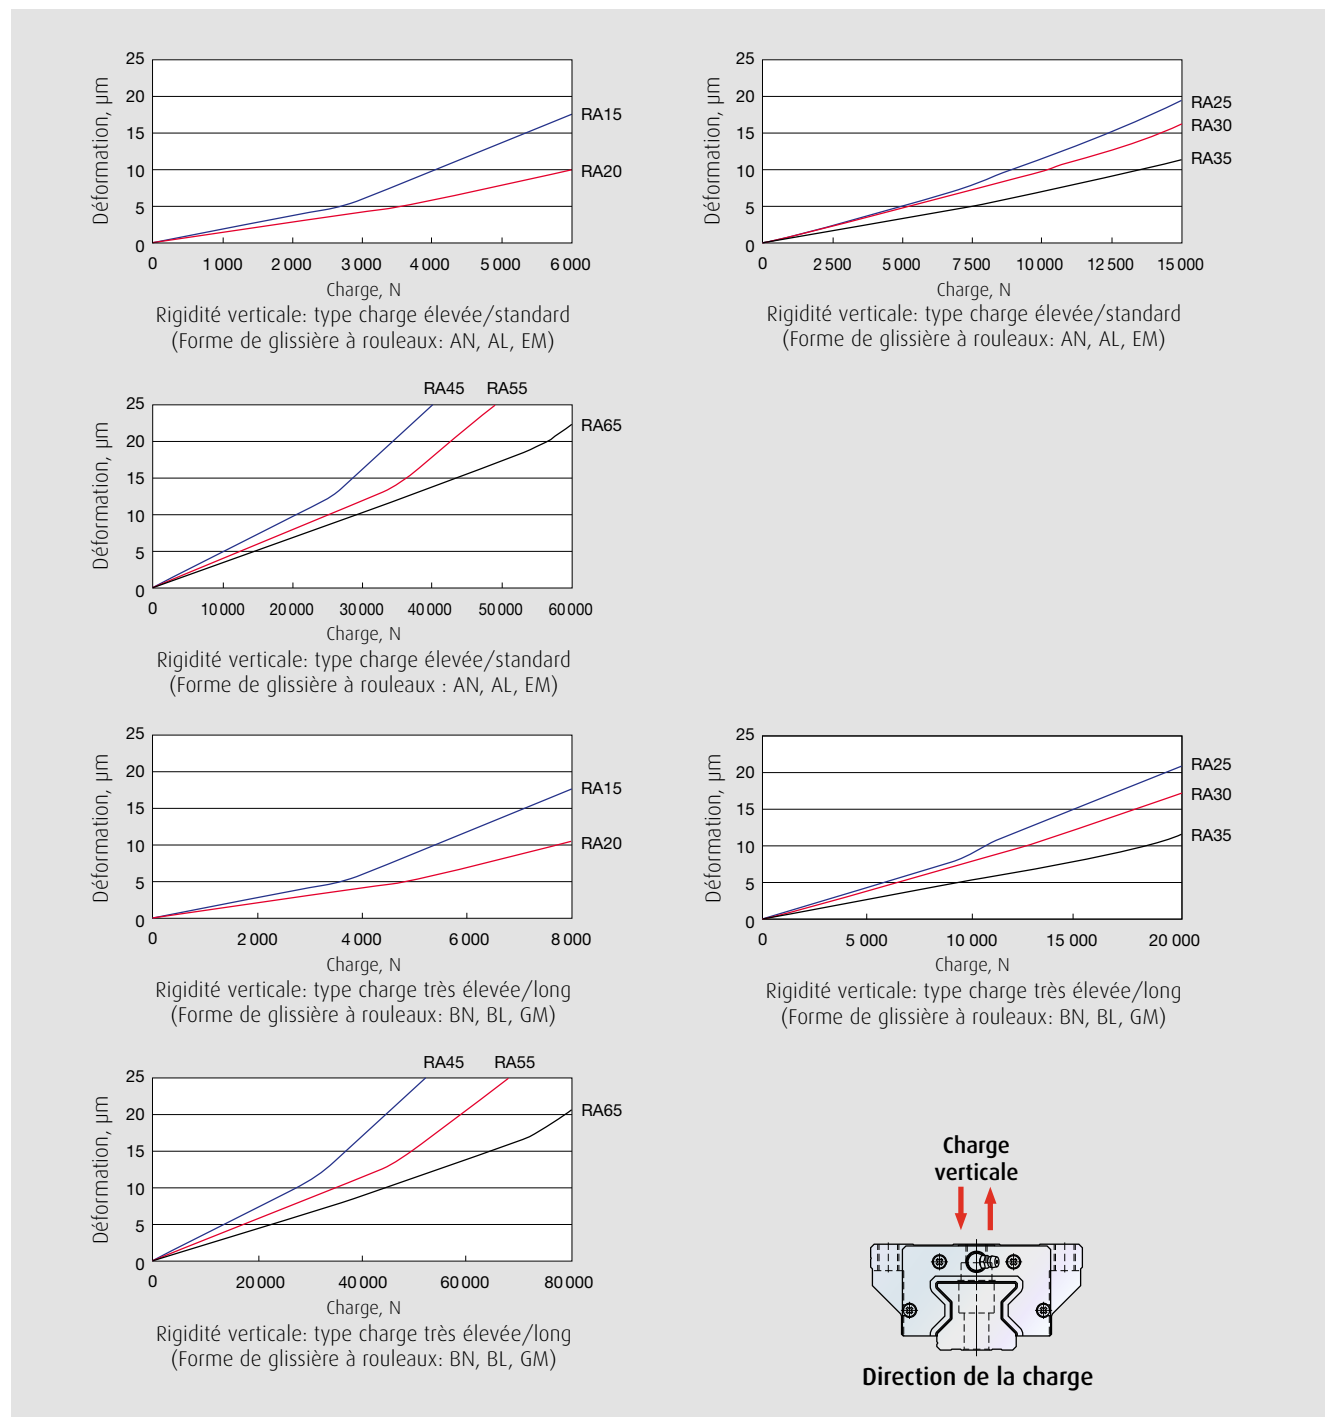 25
20
15
10
5
0
Déformation, µm
RA15
RA20
0 1 000 2 000 3 000 4 000 5 000 6 000
Charge, N
Rigidité verticale: type charge élevée/standard
(Forme de glissière à rouleaux: AN, AL, EM)
25
20
15
10
5
0
Déformation, µm
RA25
RA30
RA35
0 2 500 5 000 7 500 10 000 12 500 15 000
Charge, N
Rigidité verticale: type charge élevée/standard
(Forme de glissière à rouleaux: AN, AL, EM)
RA45 RA55
25
20
15
10
5
0
Déformation, µm
RA65
0 10 000 20 000 30 000 40 000 50 000 60 000
Charge, N
Rigidité verticale: type charge élevée/standard
(Forme de glissière à rouleaux : AN, AL, EM)
25
20
15
10
5
0
Déformation, µm
RA15
RA20
0 2 000 4 000 6 000 8 000
Charge, N
Rigidité verticale: type charge très élevée/long
(Forme de glissière à rouleaux: BN, BL, GM)
25
20
15
10
5
0
Déformation, µm
RA25
RA30
RA35
0 5 000 10 000 15 000 20 000
Charge, N
Rigidité verticale: type charge très élevée/long
(Forme de glissière à rouleaux: BN, BL, GM)
RA45 RA55
25
20
15
10
5
0
Déformation, µm
RA65
0 20 000 40 000 60 000 80 000
Charge, N
Rigidité verticale: type charge très élevée/long
(Forme de glissière à rouleaux: BN, BL, GM)
Charge
verticale
Direction de la charge